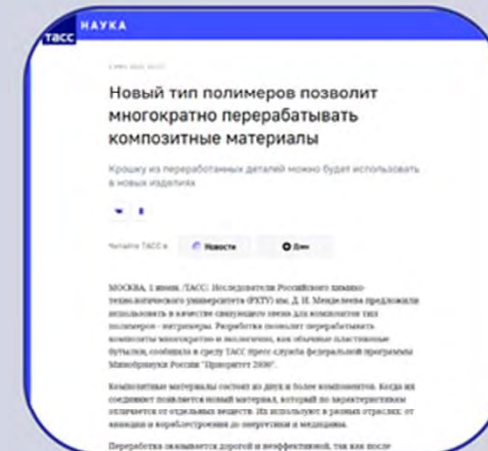 ТАСС
НАУКА
Новый тип полимеров позволит
многократно перерабатывать
композитные материалы
Крошку из переработанных деталей можно будет использовать
в новых изделиях
Читайте ТАСС в
Новости
Дзен
МОСКВА, 1 июня. /ТАСС/. Исследователи Российского химико-
технологического университета (РХТУ) им. Д. И. Менделеева предложили
использовать в качестве связующего звена для композитов тип
полимеров - витримеры. Разработка позволит перерабатывать
композиты многократно и экологично, как обычные пластиковые
бутылки, сообщила в среду ТАСС пресс-служба федеральной программы
Минобрнауки России "Приоритет 2030".
Композитные материалы состоят из двух и более компонентов. Когда их
соединяют появляется новый материал, который по характеристикам
отличается от отдельных веществ. Их используют в разных отраслях: от
авиации и кораблестроения до энергетики и медицины.
Переработка оказывается дорогой и неэффективной, так как после